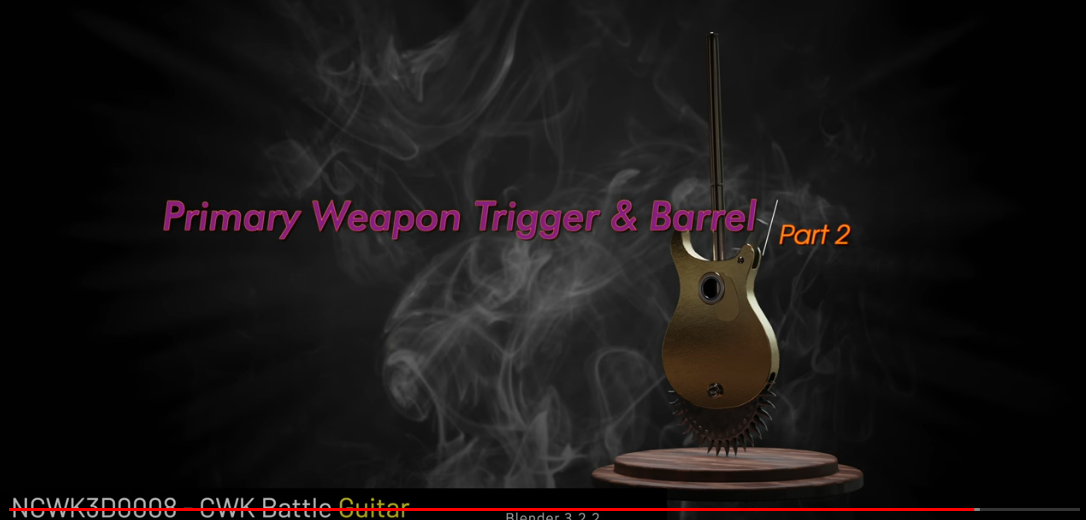 Primary Weapon Trigger & Barrel
Part 2
NCWK3D0008 - CWK Battle Guitar
Blender 3.2.2